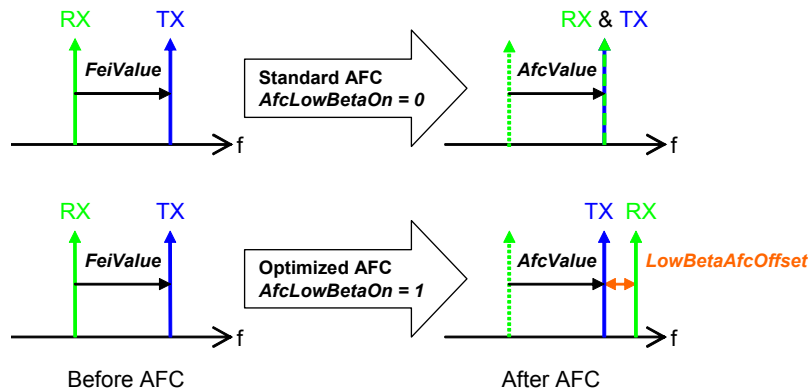 RX TX
FeiValue
f
Standard AFC
AfcLowBetaOn = 0
RX & TX
AfcValue
f
RX TX
FeiValue
f
Optimized AFC
AfcLowBetaOn = 1
TX RX
AfcValue
LowBetaAfcOffset
f
Before AFC
After AFC